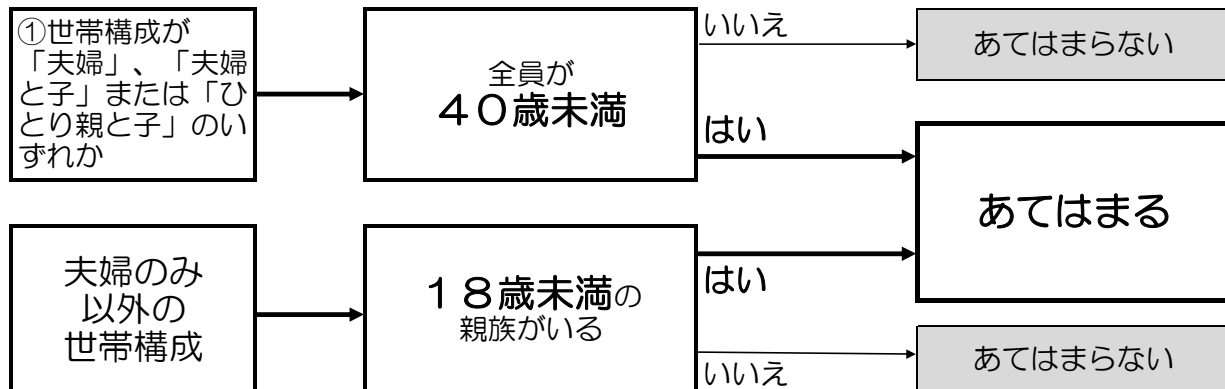 ①世帯構成が
「夫婦」、「夫婦
と子」または「ひ
とり親と子」のい
ずれか
全員が
４０歳未満
いいえ
あてはまらない
はい
あてはまる
夫婦のみ
以外の
世帯構成
１８歳未満の
親族がいる
はい
いいえ
あてはまらない